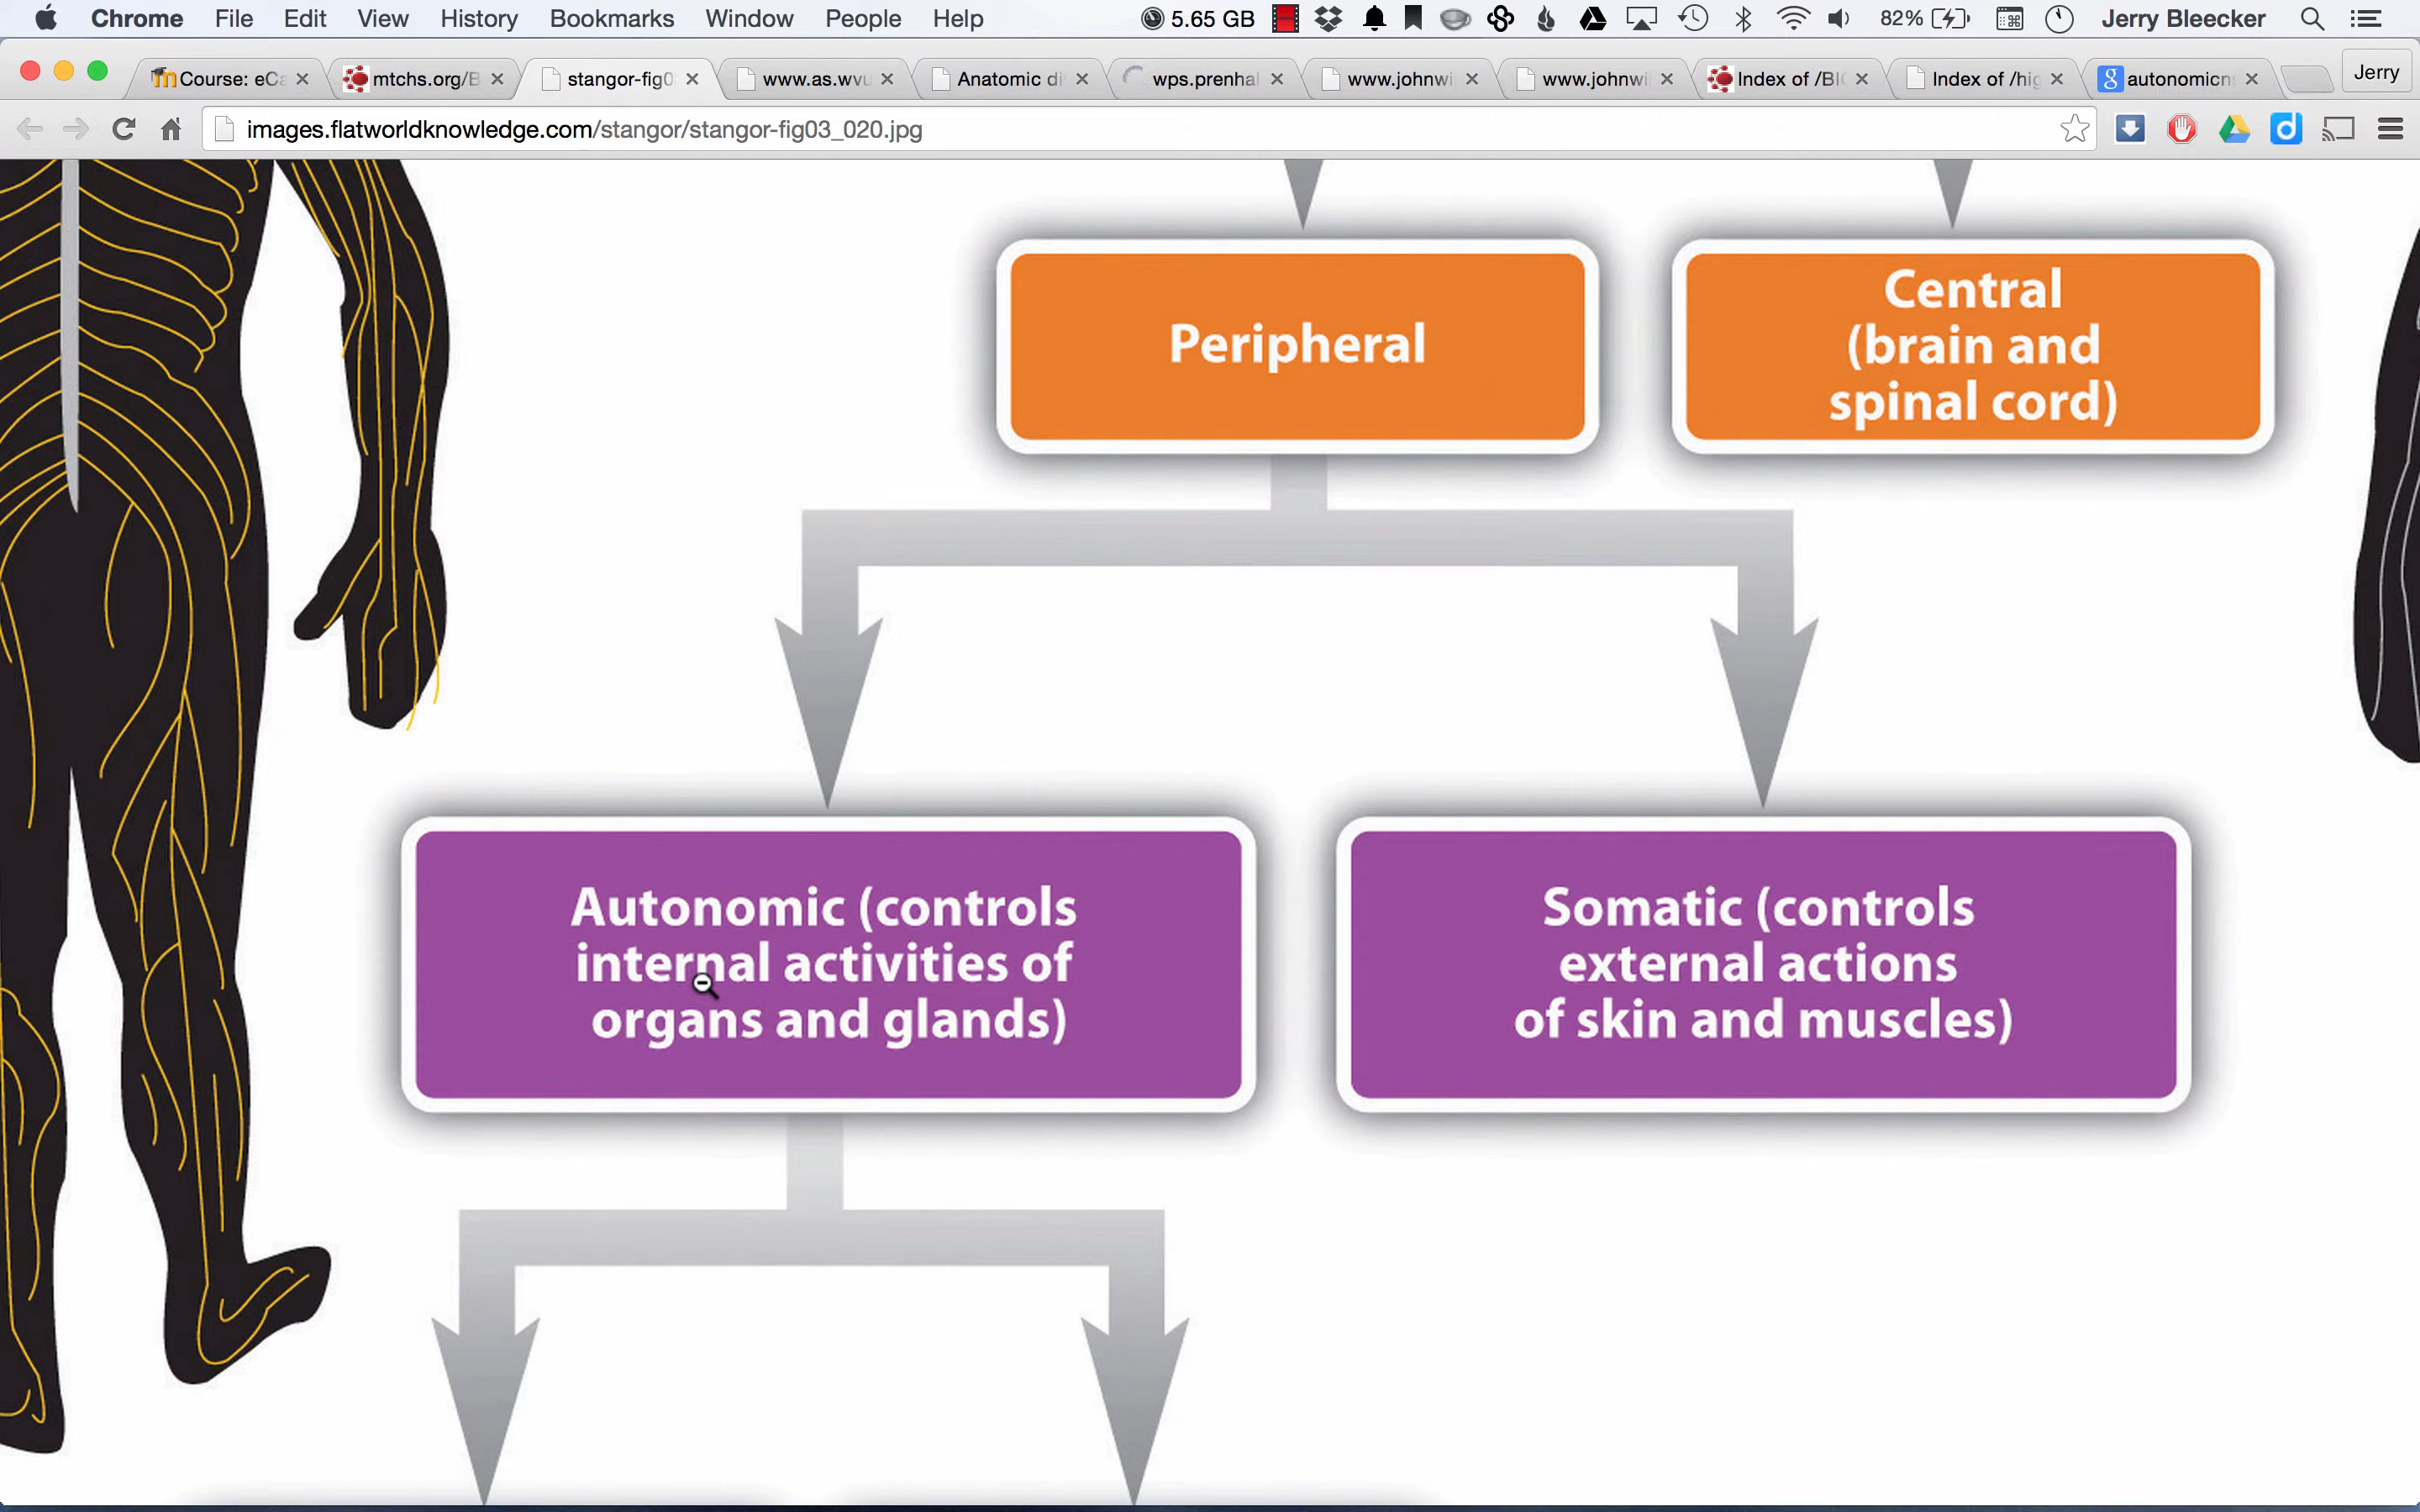 Chrome File Edit View History Bookmarks Window People Help 5.65 GB 82% Jerry Bleecker
Course: eCa mtchs.org/B stangor-fig0 www.as.wvu Anatomic di wps.prenhal www.johnwi www.johnwi Index of /BI Index of /hig autonomicn Jerry
images.flatworldknowledge.com/stangor/stangor-fig03_020.jpg
Peripheral
Central
(brain and
spinal cord)
Autonomic (controls
internal activities of
organs and glands)
Somatic (controls
external actions
of skin and muscles)